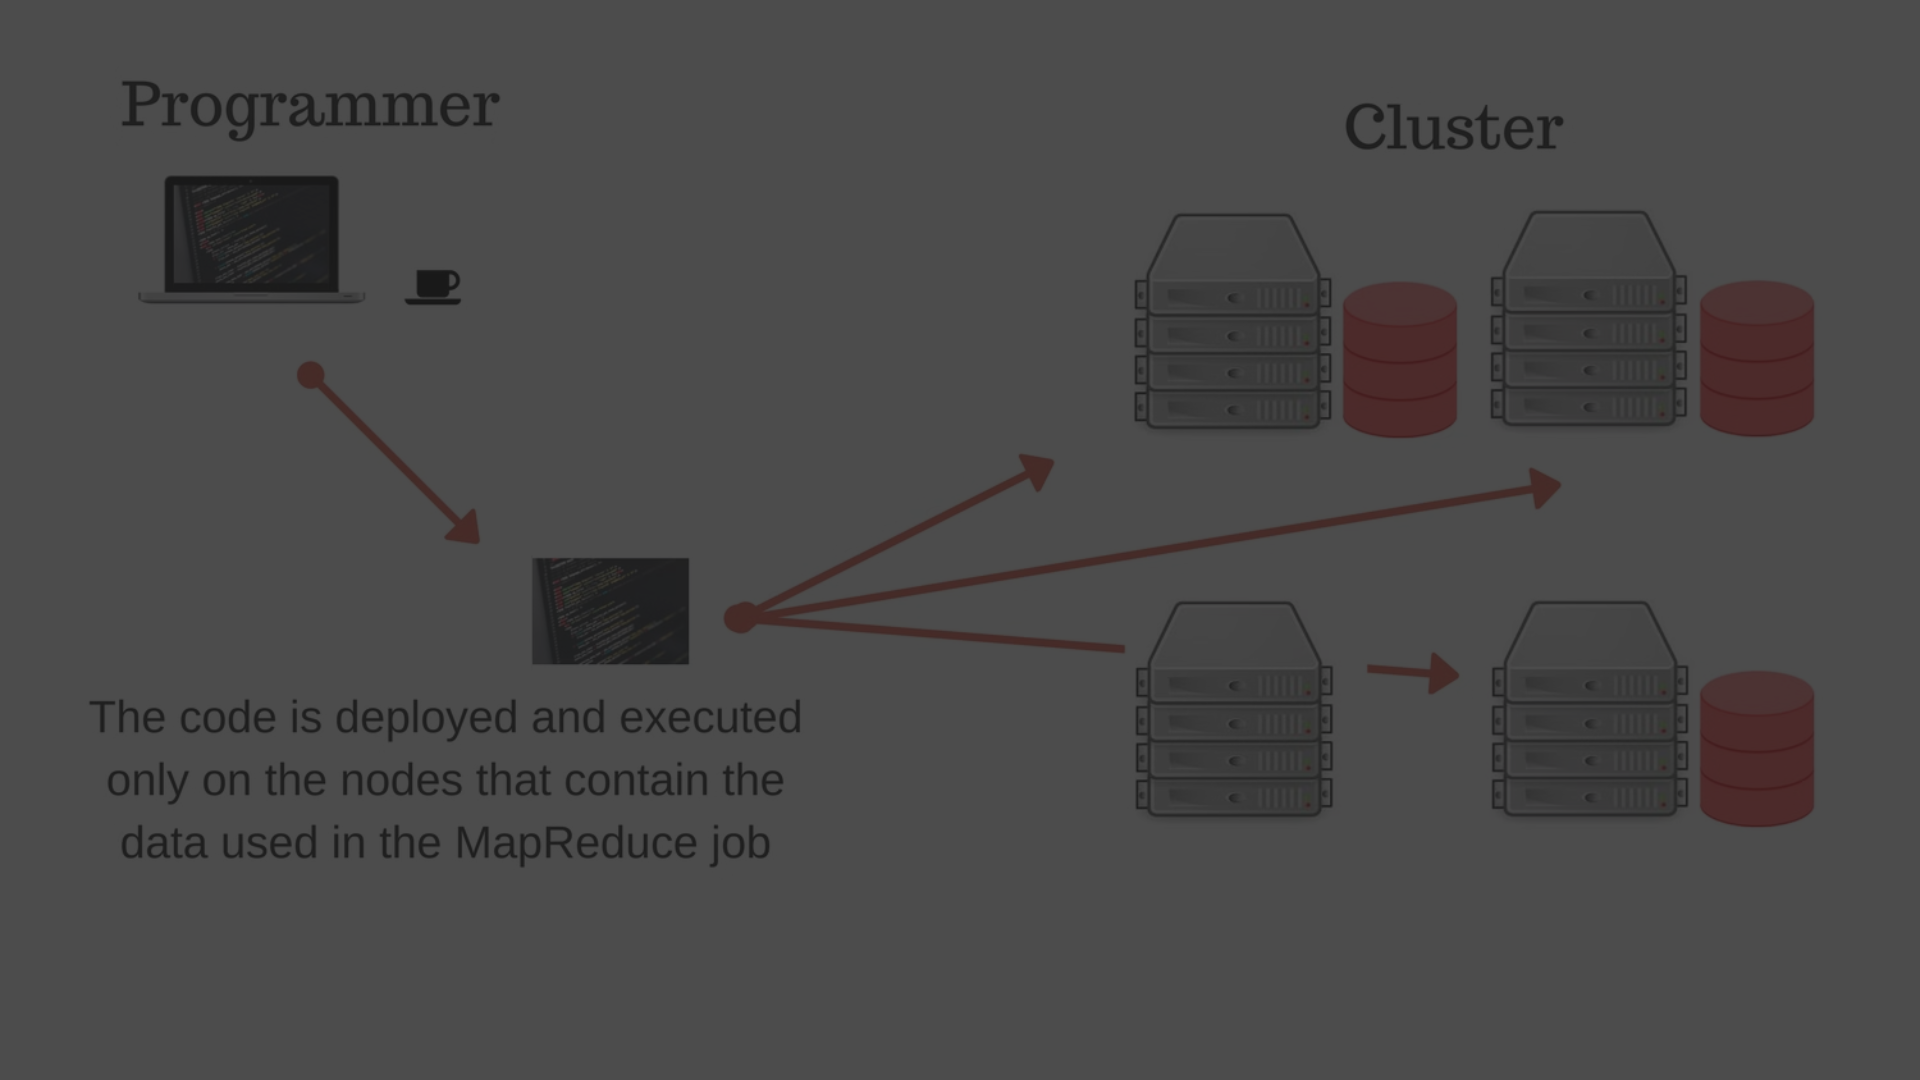 Programmer
Cluster
The code is deployed and executed
only on the nodes that contain the
data used in the MapReduce job